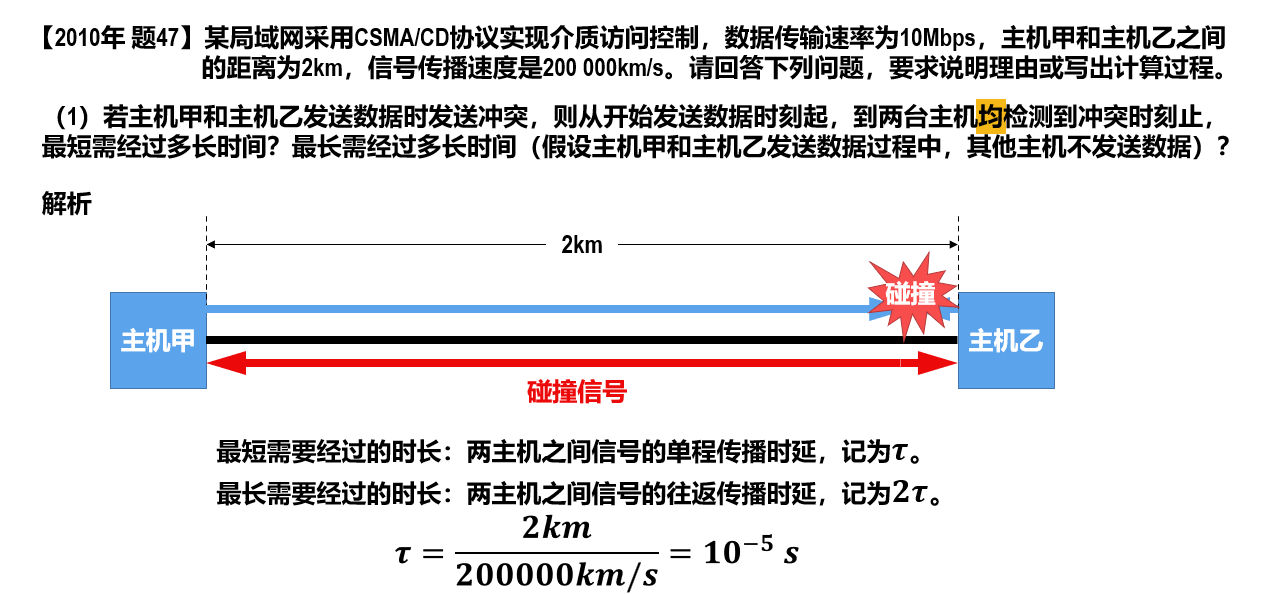 【2010年 题47】某局域网采用CSMA/CD协议实现介质访问控制，数据传输速率为10Mbps，主机甲和主机乙之间
的距离为2km，信号传播速度是200 000km/s。请回答下列问题，要求说明理由或写出计算过程。
（1）若主机甲和主机乙发送数据时发送冲突，则从开始发送数据时刻起，到两台主机均检测到冲突时刻止，
最短需经过多长时间？最长需经过多长时间（假设主机甲和主机乙发送数据过程中，其他主机不发送数据）？
解析
2km
碰撞
主机甲
主机乙
碰撞信号
最短需要经过的时长：两主机之间信号的单程传播时延，记为τ。
最长需要经过的时长：两主机之间信号的往返传播时延，记为2τ。
τ = 2km / 200000km/s = 10⁻⁵ s